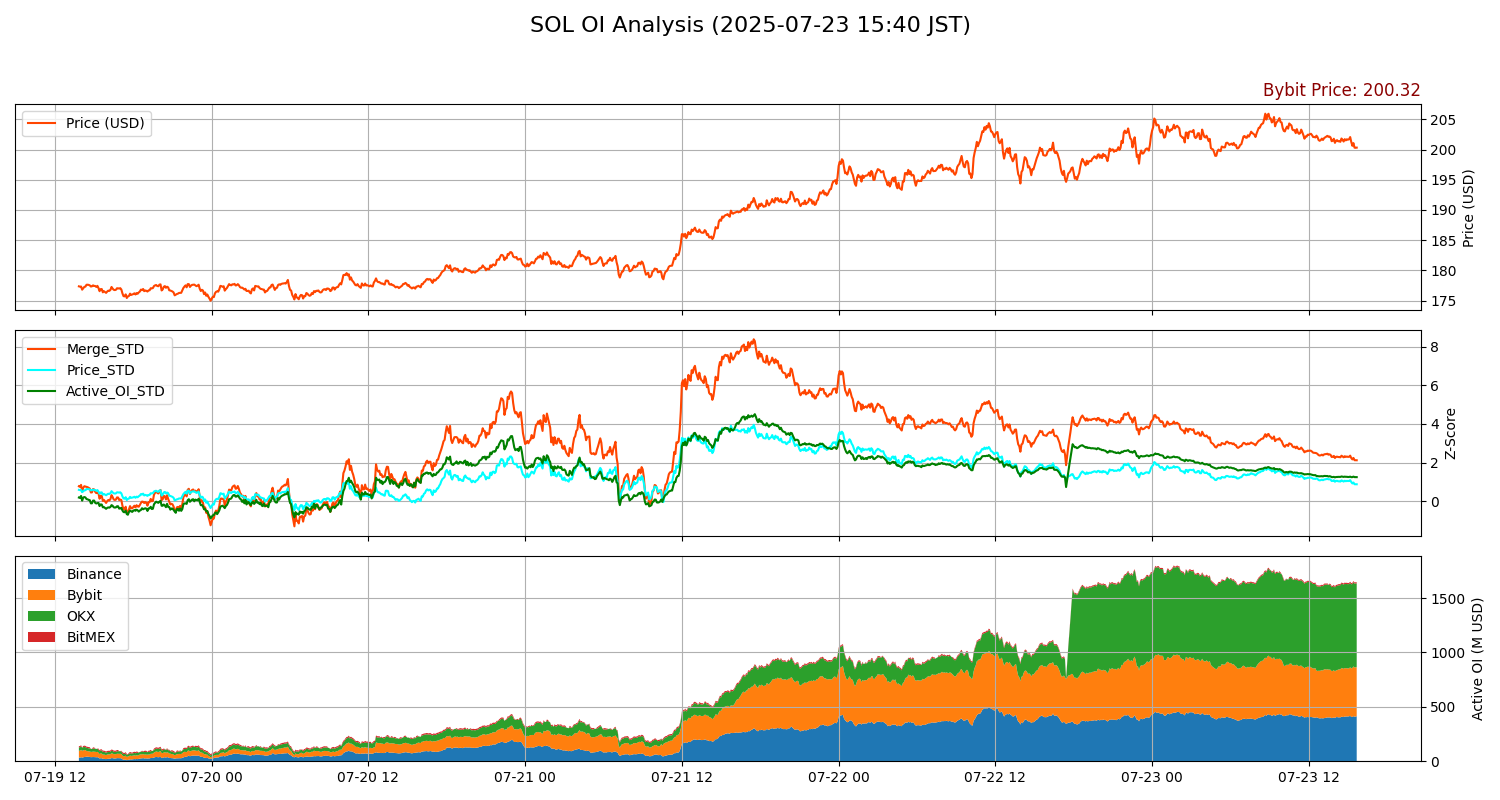 SOL OI Analysis (2025-07-23 15:40 JST)
Bybit Price: 200.32
Price (USD)
205
200
195
190
185
180
175
Price (USD)
Merge_STD
Price_STD
Active_OI_STD
8
6
4
2
0
Z-Score
Binance
Bybit
OKX
BitMEX
1500
1000
500
0
Active OI (M USD)
07-19 12 07-20 00 07-20 12 07-21 00 07-21 12 07-22 00 07-22 12 07-23 00 07-23 12